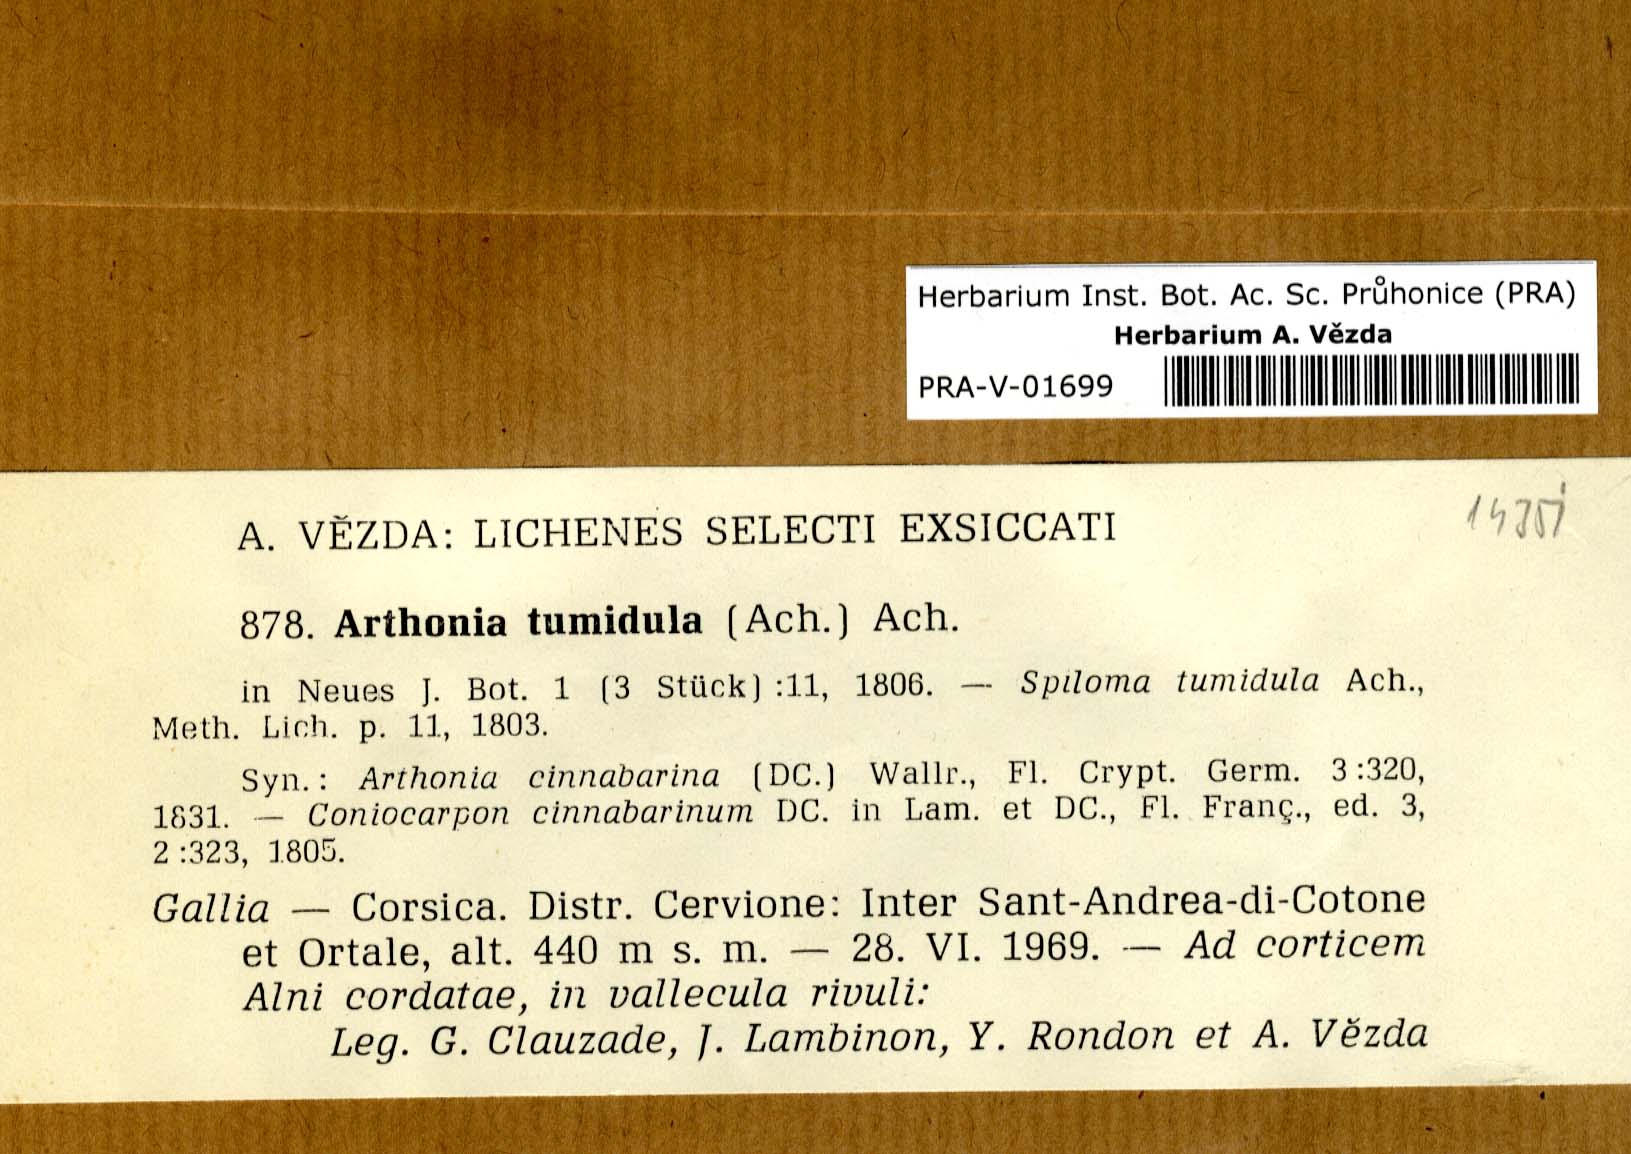 Herbarium Inst. Bot. Ac. Sc. Průhonice (PRA)
Herbarium A. Vězda
PRA-V-01699
A. VĚZDA: LICHENES SELECTI EXSICCATI
878. Arthonia tumidula (Ach.) Ach.
in Neues J. Bot. 1 (3 Stück) :11, 1806. — Spiloma tumidula Ach.,
Meth. Lich. p. 11, 1803.
Syn.: Arthonia cinnabarina (DC.) Wallr., Fl. Crypt. Germ. 3 :320,
1831. — Coniocarpon cinnabarinum DC. in Lam. et DC., Fl. Franç., ed. 3,
2 :323, 1805.
Gallia — Corsica. Distr. Cervione: Inter Sant-Andrea-di-Cotone
et Ortale, alt. 440 m s. m. — 28. VI. 1969. — Ad corticem
Alni cordatae, in vallecula rivuli:
Leg. G. Clauzade, J. Lambinon, Y. Rondon et A. Vězda